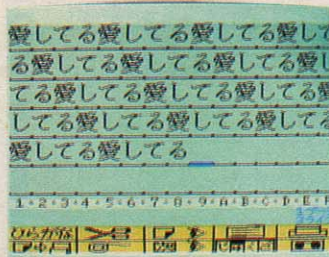 愛してる愛してる愛してる愛して
る愛してる愛してる愛してる愛
てる愛してる愛してる愛してる
してる愛してる愛してる愛してる
愛してる愛してる
1・2・3・4・5・6・7・8・9・A・B・C・D・E・F
ひらがな